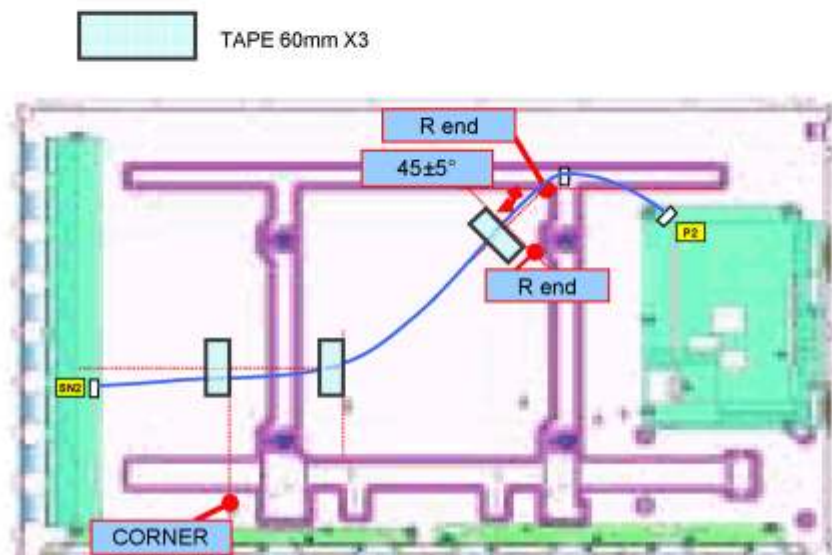 TAPE 60mm X3
R end
45±5°
P2
R end
SN2
CORNER